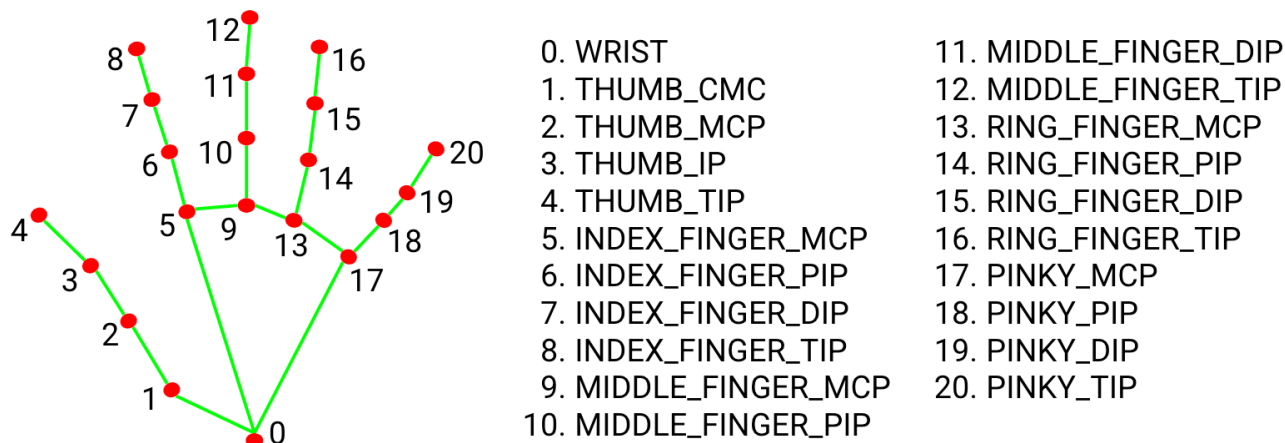 12
8
16
11
7
15
6
10
14
20
4
5
9
13
19
18
3
17
2
1
0
0. WRIST
1. THUMB_CMC
2. THUMB_MCP
3. THUMB_IP
4. THUMB_TIP
5. INDEX_FINGER_MCP
6. INDEX_FINGER_PIP
7. INDEX_FINGER_DIP
8. INDEX_FINGER_TIP
9. MIDDLE_FINGER_MCP
10. MIDDLE_FINGER_PIP
11. MIDDLE_FINGER_DIP
12. MIDDLE_FINGER_TIP
13. RING_FINGER_MCP
14. RING_FINGER_PIP
15. RING_FINGER_DIP
16. RING_FINGER_TIP
17. PINKY_MCP
18. PINKY_PIP
19. PINKY_DIP
20. PINKY_TIP